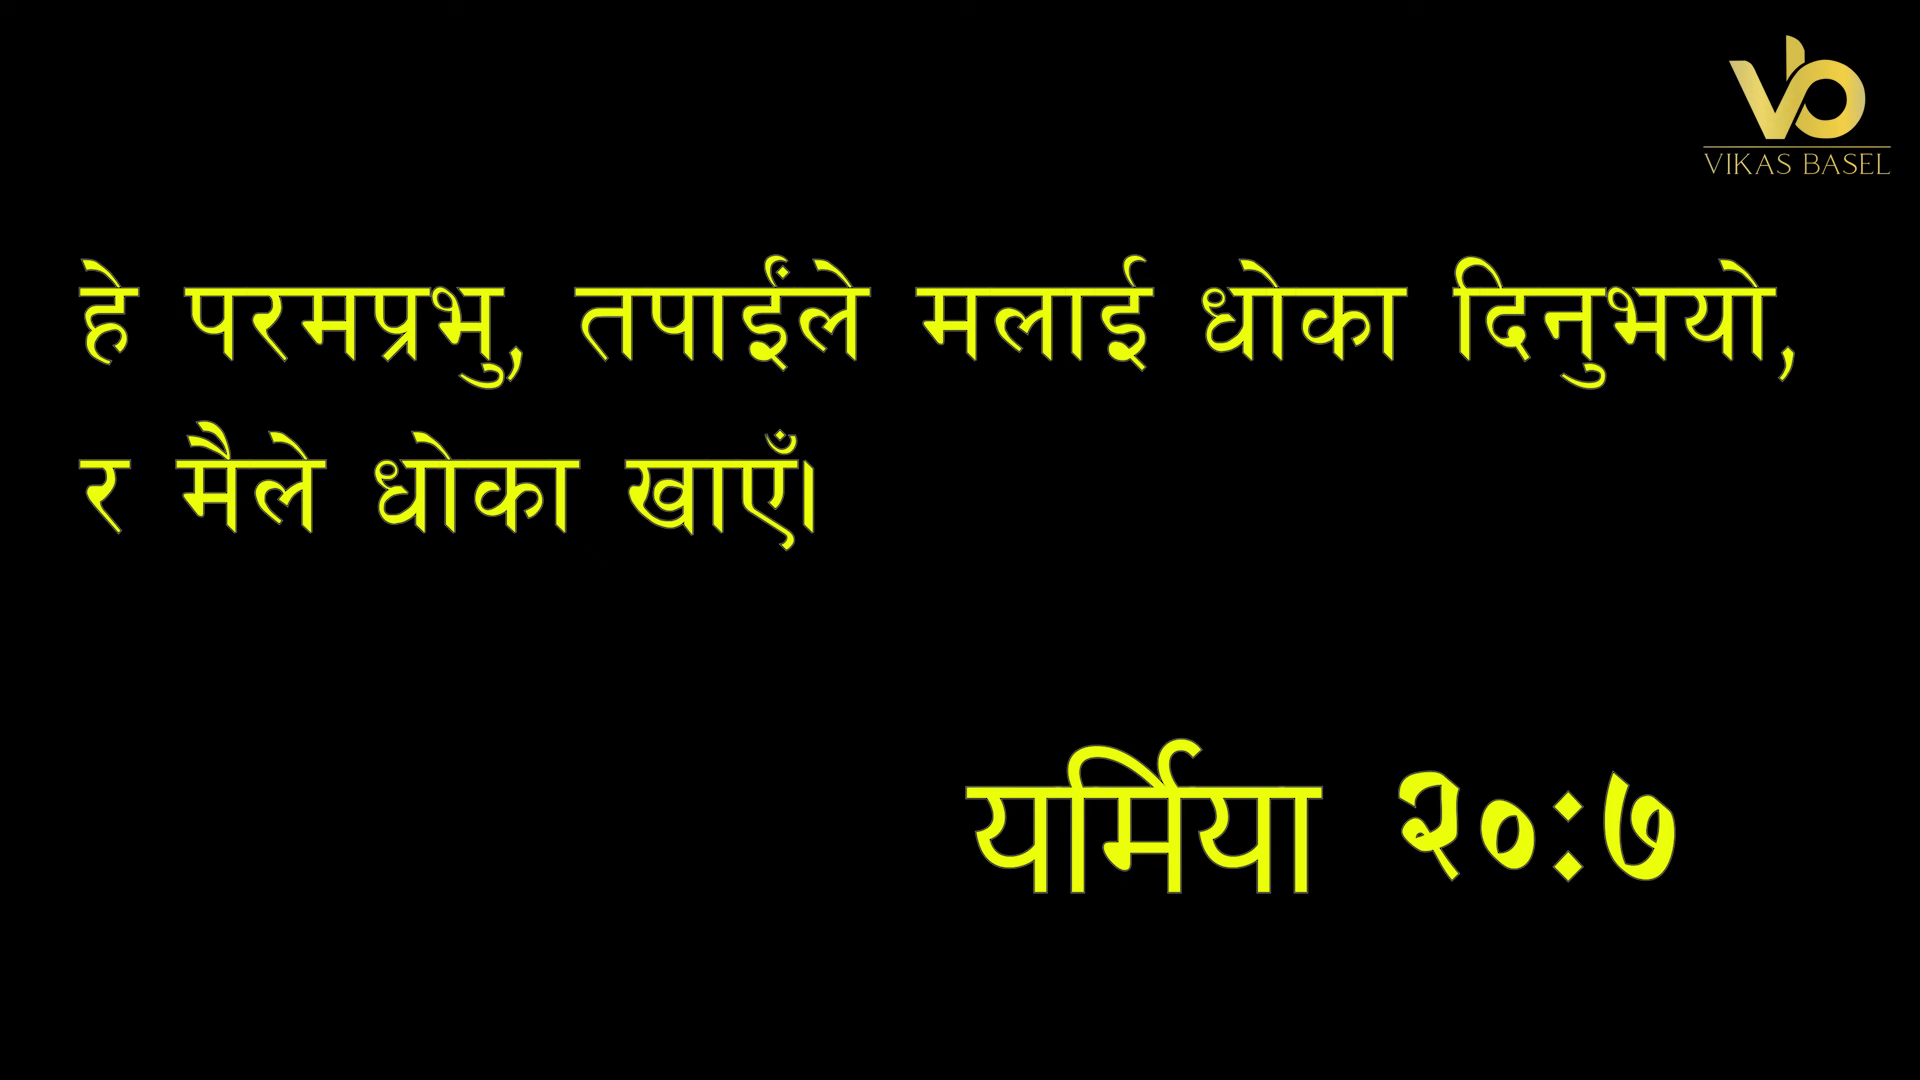 VIKAS BASEL
हे परमप्रभु, तपाईंले मलाई धोका दिनुभयो,
र मैले धोका खाएँ।
यर्मिया २०:७